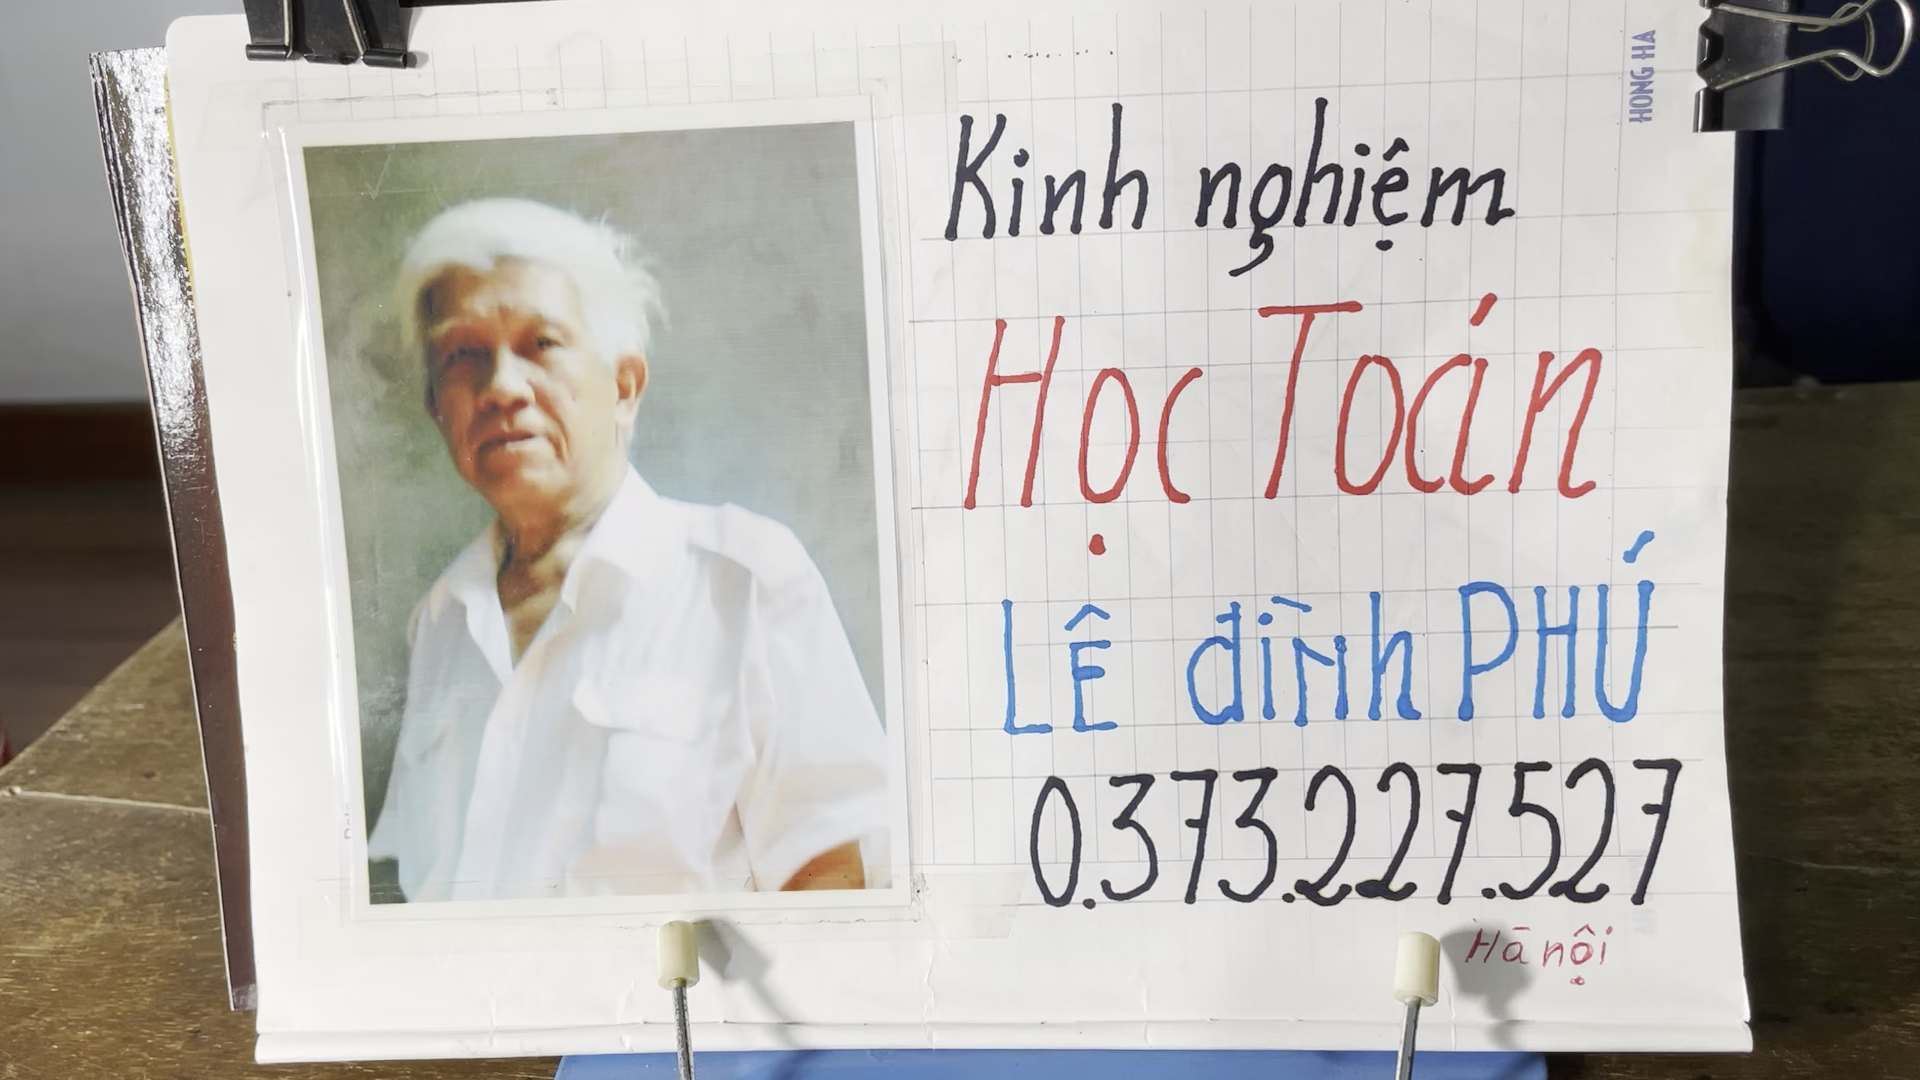 HONG HA
Kinh nghiệm
Học Toán
LÊ đình PHÚ
0.373.227.527
Hà nội